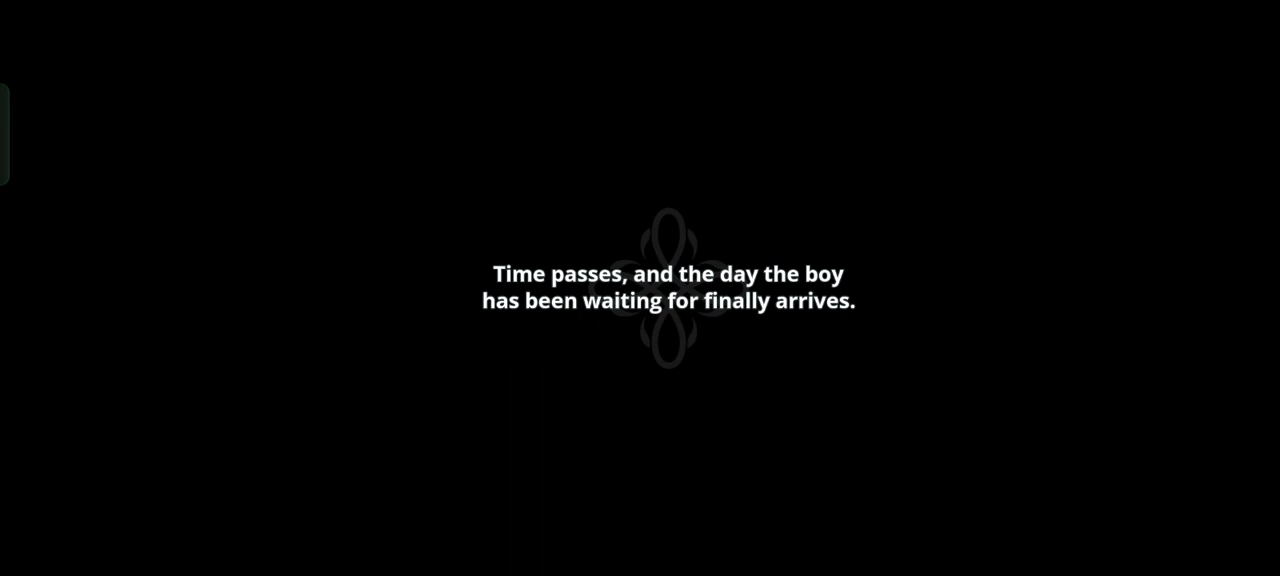 Time passes, and the day the boy
has been waiting for finally arrives.